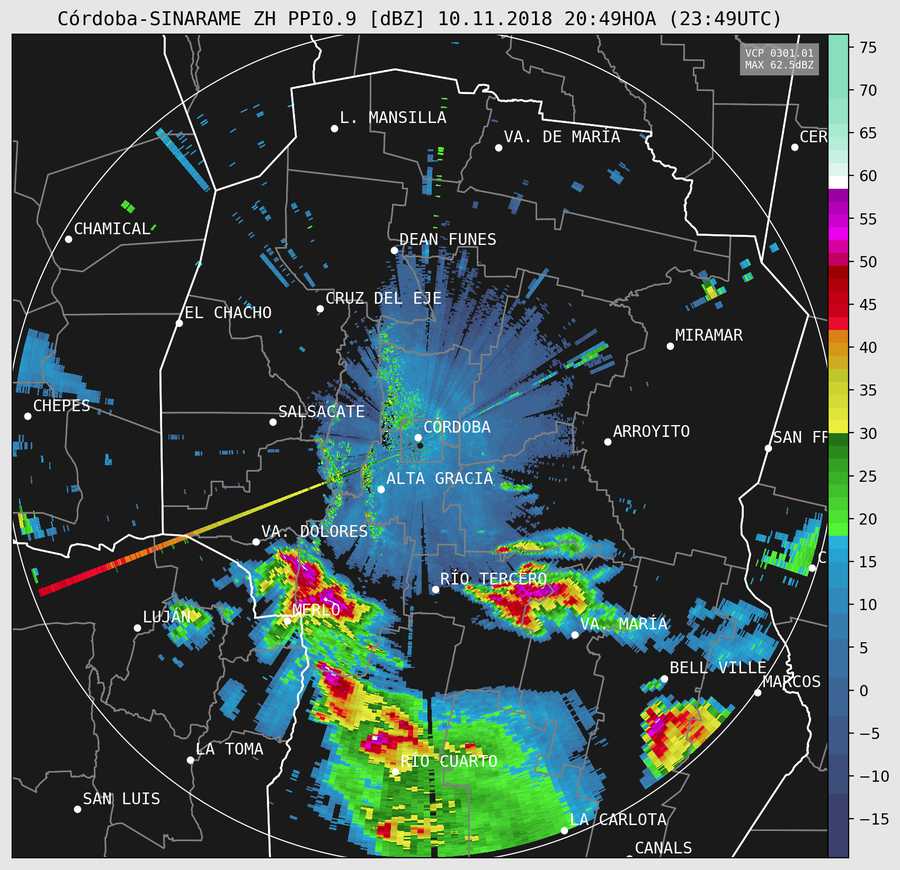 Córdoba-SINARAME ZH PPI0.9 [dBZ] 10.11.2018 20:49HOA (23:49UTC)
VCP 0301.01
MAX 62.5dBZ
75
70
65
60
55
50
45
40
35
30
25
20
15
10
5
0
−5
−10
−15
L. MANSILLA
VA. DE MARÍA
CER
CHAMICAL
DEAN FUNES
CRUZ DEL EJE
EL CHACHO
MIRAMAR
CHEPES
SALSACATE
CÓRDOBA
ARROYITO
SAN FR
ALTA GRACIA
VA. DOLORES
C
RÍO TERCERO
MERLO
LUJÁN
VA. MARÍA
BELL VILLE
MARCOS
LA TOMA
RÍO CUARTO
SAN LUIS
LA CARLOTA
CANALS